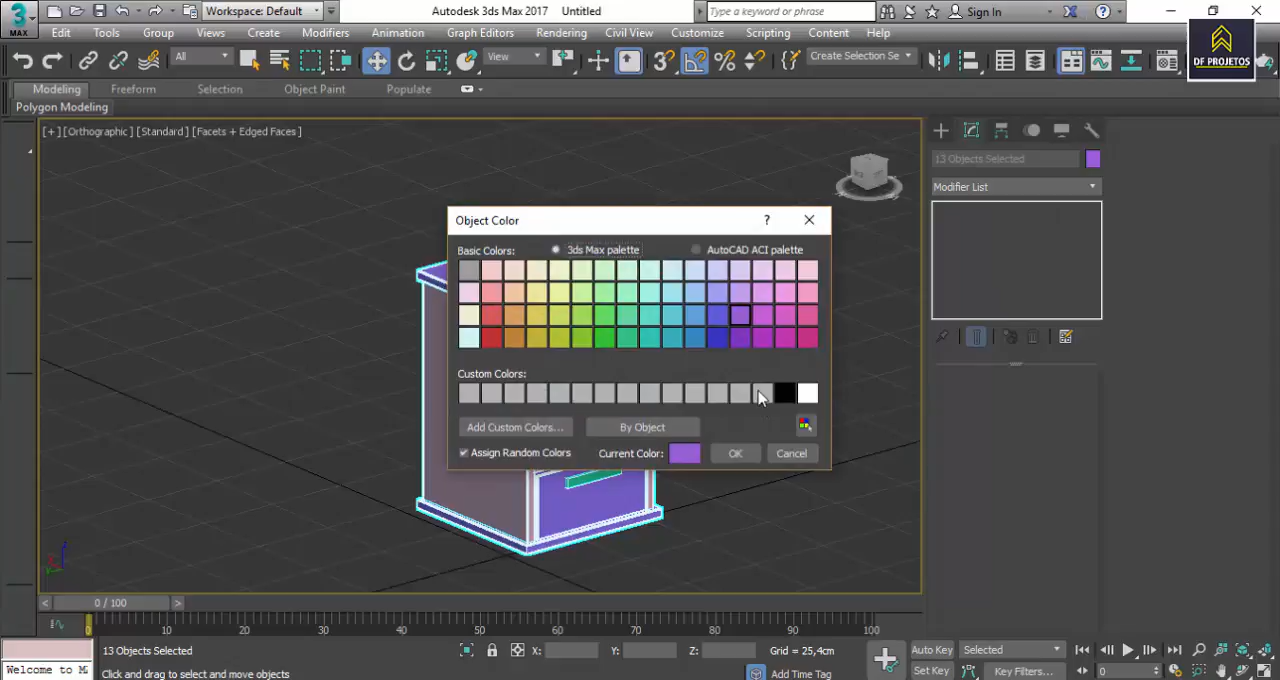 Workspace: Default
Autodesk 3ds Max 2017 Untitled
Type a keyword or phrase
Sign In
3
MAX
Edit Tools Group Views Create Modifiers Animation Graph Editors Rendering Civil View Customize Scripting Content Help
All
View
Create Selection Se
DF PROJETOS
Modeling Freeform Selection Object Paint Populate
Polygon Modeling
[+] [Orthographic] [Standard] [Facets + Edged Faces]
13 Objects Selected
Modifier List
Object Color
?
Basic Colors: 3ds Max palette AutoCAD ACI palette
Custom Colors:
Add Custom Colors... By Object
Assign Random Colors Current Color: OK Cancel
< 0 / 100 >
0 10 20 30 40 50 60 70 80 90 100
13 Objects Selected X: Y: Z: Grid = 25,4cm Auto Key Selected
Welcome to M Click and drag to select and move objects Add Time Tag Set Key Key Filters... 0